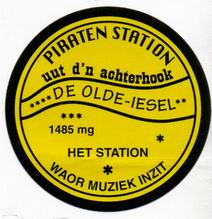 PIRATEN STATION
uut d'n achterhook
****DE OLDE-IESEL**
***
1485 mg
*
HET STATION
*
WAOR MUZIEK INZIT